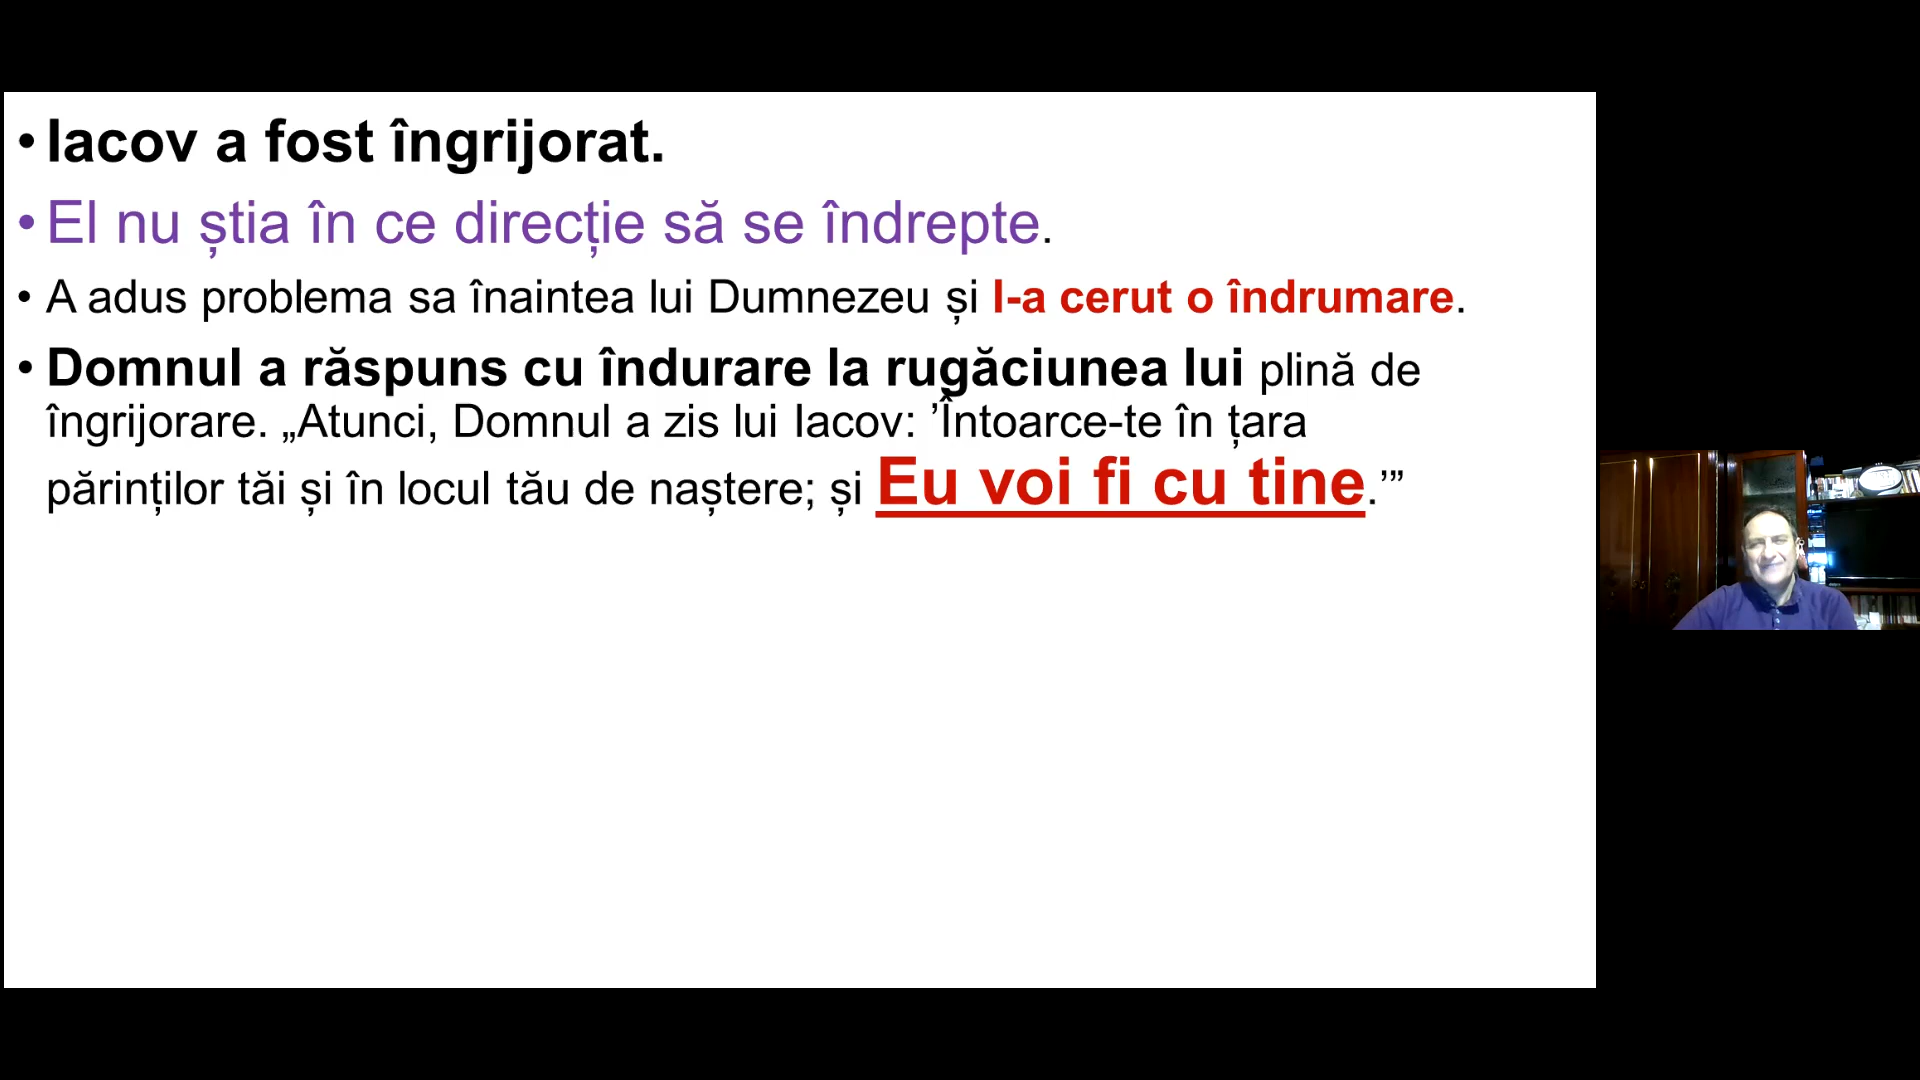 • Iacov a fost îngrijorat.
• El nu știa în ce direcție să se îndrepte.
• A adus problema sa înaintea lui Dumnezeu și I-a cerut o îndrumare.
• Domnul a răspuns cu îndurare la rugăciunea lui plină de
îngrijorare. „Atunci, Domnul a zis lui Iacov: ’Întoarce-te în țara
părinților tăi și în locul tău de naștere; și Eu voi fi cu tine.’”